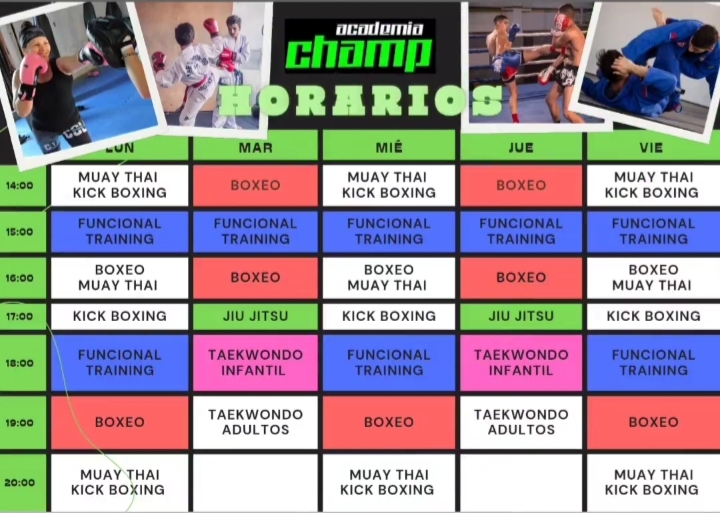 academia
champ
HORARIOS
LUN MAR MIÊ JUE VIE
14:00
MUAY THAI
KICK BOXING
BOXEO
MUAY THAI
KICK BOXING
BOXEO
MUAY THAI
KICK BOXING
15:00
FUNCIONAL
TRAINING
FUNCIONAL
TRAINING
FUNCIONAL
TRAINING
FUNCIONAL
TRAINING
FUNCIONAL
TRAINING
16:00
BOXEO
MUAY THAI
BOXEO
BOXEO
MUAY THAI
BOXEO
BOXEO
MUAY THAI
17:00
KICK BOXING
JIU JITSU
KICK BOXING
JIU JITSU
KICK BOXING
18:00
FUNCIONAL
TRAINING
TAEKWONDO
INFANTIL
FUNCIONAL
TRAINING
TAEKWONDO
INFANTIL
FUNCIONAL
TRAINING
19:00
BOXEO
TAEKWONDO
ADULTOS
BOXEO
TAEKWONDO
ADULTOS
BOXEO
20:00
MUAY THAI
KICK BOXING
MUAY THAI
KICK BOXING
MUAY THAI
KICK BOXING